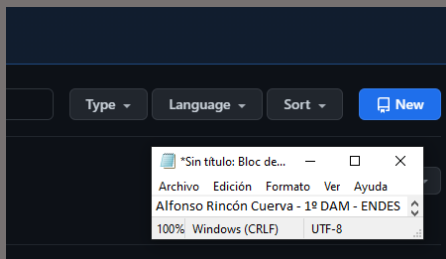 Type
Language
Sort
New
*Sin título: Bloc de...
Archivo Edición Formato Ver Ayuda
Alfonso Rincón Cuerva - 1º DAM - ENDES
100% Windows (CRLF) UTF-8